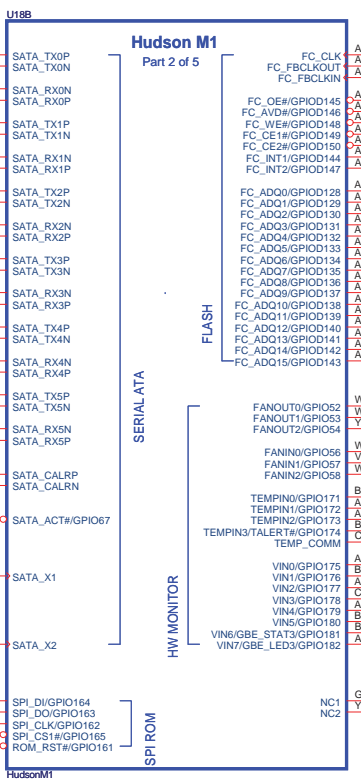 U18B
Hudson M1
Part 2 of 5
SATA_TX0P
SATA_TX0N
SATA_RX0N
SATA_RX0P
SATA_TX1P
SATA_TX1N
SATA_RX1N
SATA_RX1P
SATA_TX2P
SATA_TX2N
SATA_RX2N
SATA_RX2P
SATA_TX3P
SATA_TX3N
SATA_RX3N
SATA_RX3P
SATA_TX4P
SATA_TX4N
SATA_RX4N
SATA_RX4P
SATA_TX5P
SATA_TX5N
SATA_RX5N
SATA_RX5P
SATA_CALRP
SATA_CALRN
SATA_ACT#/GPIO67
SATA_X1
SATA_X2
SERIAL ATA
SPI_DI/GPIO164
SPI_DO/GPIO163
SPI_CLK/GPIO162
SPI_CS1#/GPIO165
ROM_RST#/GPIO161
SPI ROM
FC_CLK
FC_FBCLKOUT
FC_FBCLKIN
FC_OE#/GPIOD145
FC_AVD#/GPIOD146
FC_WE#/GPIOD148
FC_CE1#/GPIOD149
FC_CE2#/GPIOD150
FC_INT1/GPIOD144
FC_INT2/GPIOD147
FC_ADQ0/GPIOD128
FC_ADQ1/GPIOD129
FC_ADQ2/GPIOD130
FC_ADQ3/GPIOD131
FC_ADQ4/GPIOD132
FC_ADQ5/GPIOD133
FC_ADQ6/GPIOD134
FC_ADQ7/GPIOD135
FC_ADQ8/GPIOD136
FC_ADQ9/GPIOD137
FC_ADQ10/GPIOD138
FC_ADQ11/GPIOD139
FC_ADQ12/GPIOD140
FC_ADQ13/GPIOD141
FC_ADQ14/GPIOD142
FC_ADQ15/GPIOD143
FLASH
FANOUT0/GPIO52
FANOUT1/GPIO53
FANOUT2/GPIO54
FANIN0/GPIO56
FANIN1/GPIO57
FANIN2/GPIO58
TEMPIN0/GPIO171
TEMPIN1/GPIO172
TEMPIN2/GPIO173
TEMPIN3/TALERT#/GPIO174
TEMP_COMM
VIN0/GPIO175
VIN1/GPIO176
VIN2/GPIO177
VIN3/GPIO178
VIN4/GPIO179
VIN5/GPIO180
VIN6/GBE_STAT3/GPIO181
VIN7/GBE_LED3/GPIO182
HW MONITOR
NC1
NC2
HudsonM1